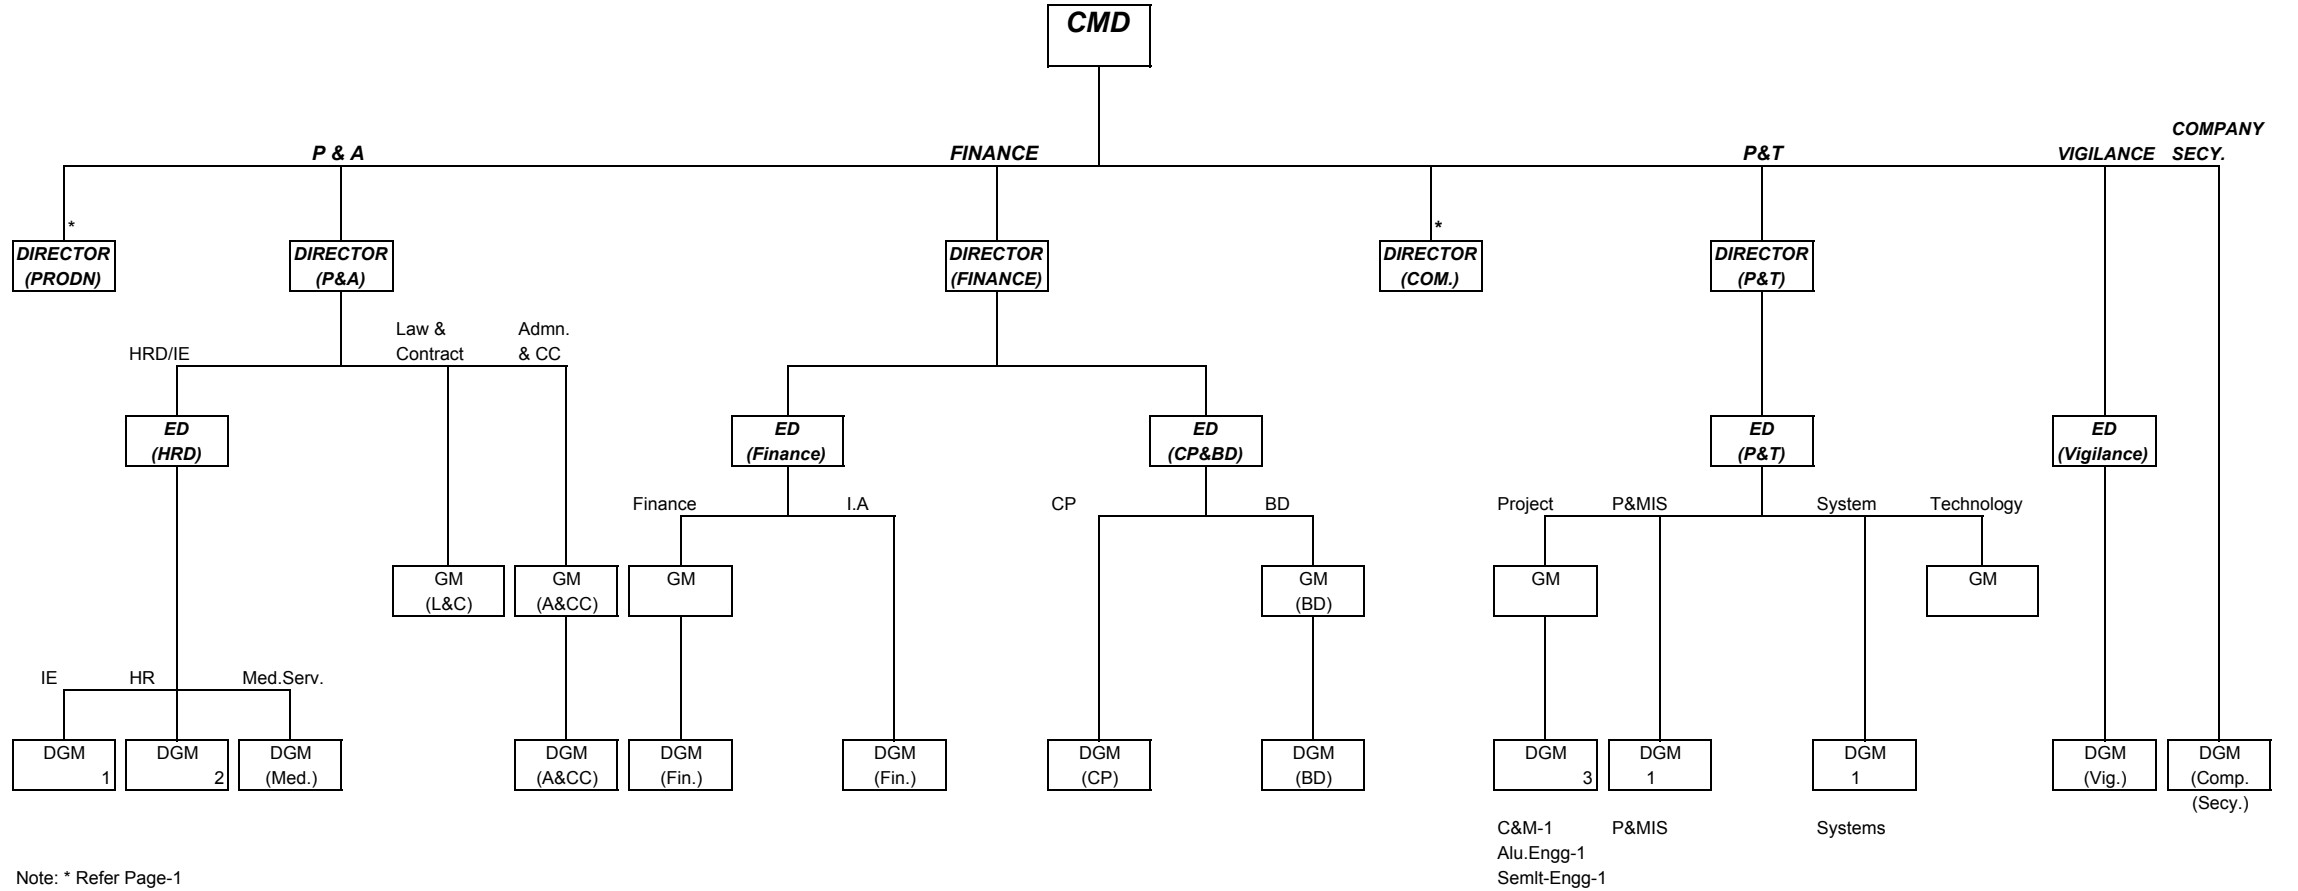 CMD
COMPANY
P & A FINANCE P&T VIGILANCE SECY.
* *
DIRECTOR DIRECTOR DIRECTOR DIRECTOR DIRECTOR
(PRODN) (P&A) (FINANCE) (COM.) (P&T)
Law & Admn.
HRD/IE Contract & CC
ED ED ED ED ED
(HRD) (Finance) (CP&BD) (P&T) (Vigilance)
Finance I.A CP BD Project P&MIS System Technology
GM GM GM GM GM GM
(L&C) (A&CC) (BD)
IE HR Med.Serv.
DGM DGM DGM DGM DGM DGM DGM DGM DGM DGM DGM DGM DGM
1 2 (Med.) (A&CC) (Fin.) (Fin.) (CP) (BD) 3 1 1 (Vig.) (Comp.
(Secy.)
C&M-1 P&MIS Systems
Alu.Engg-1
Note: * Refer Page-1 Semlt-Engg-1